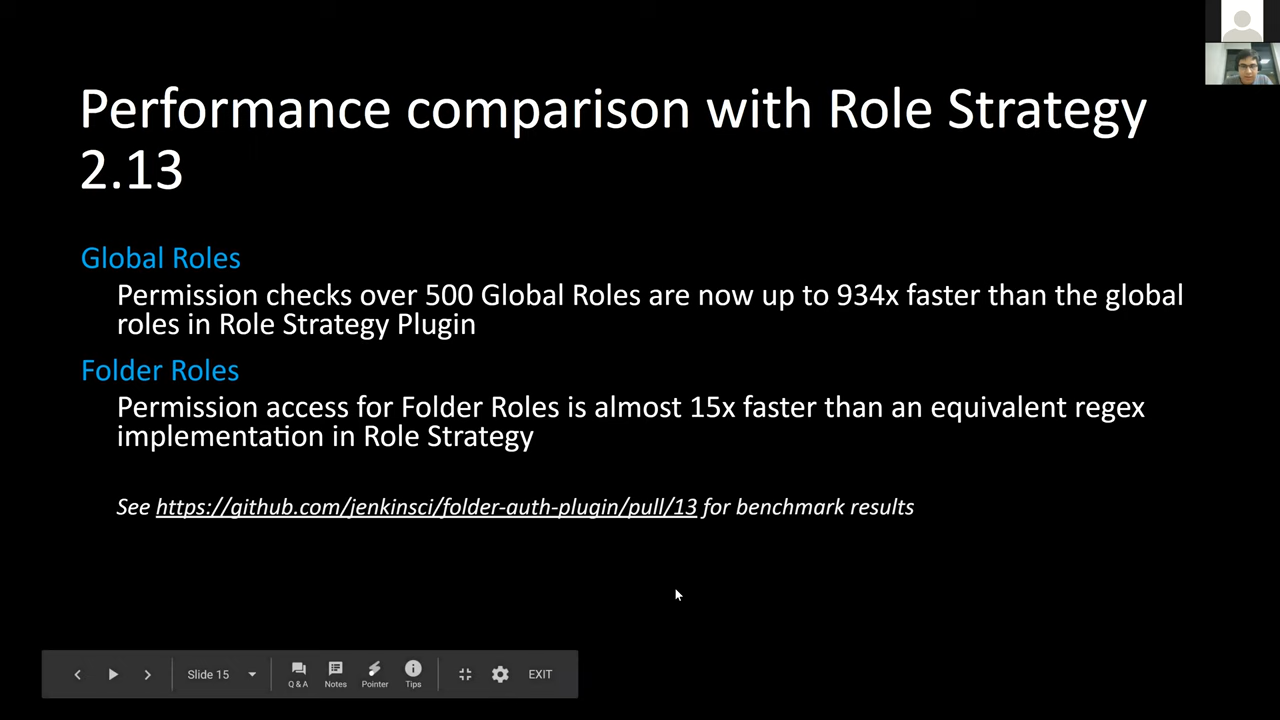 Performance comparison with Role Strategy
2.13
Global Roles
Permission checks over 500 Global Roles are now up to 934x faster than the global
roles in Role Strategy Plugin
Folder Roles
Permission access for Folder Roles is almost 15x faster than an equivalent regex
implementation in Role Strategy
See https://github.com/jenkinsci/folder-auth-plugin/pull/13 for benchmark results
Slide 15
Q & A
Notes
Pointer
Tips
EXIT